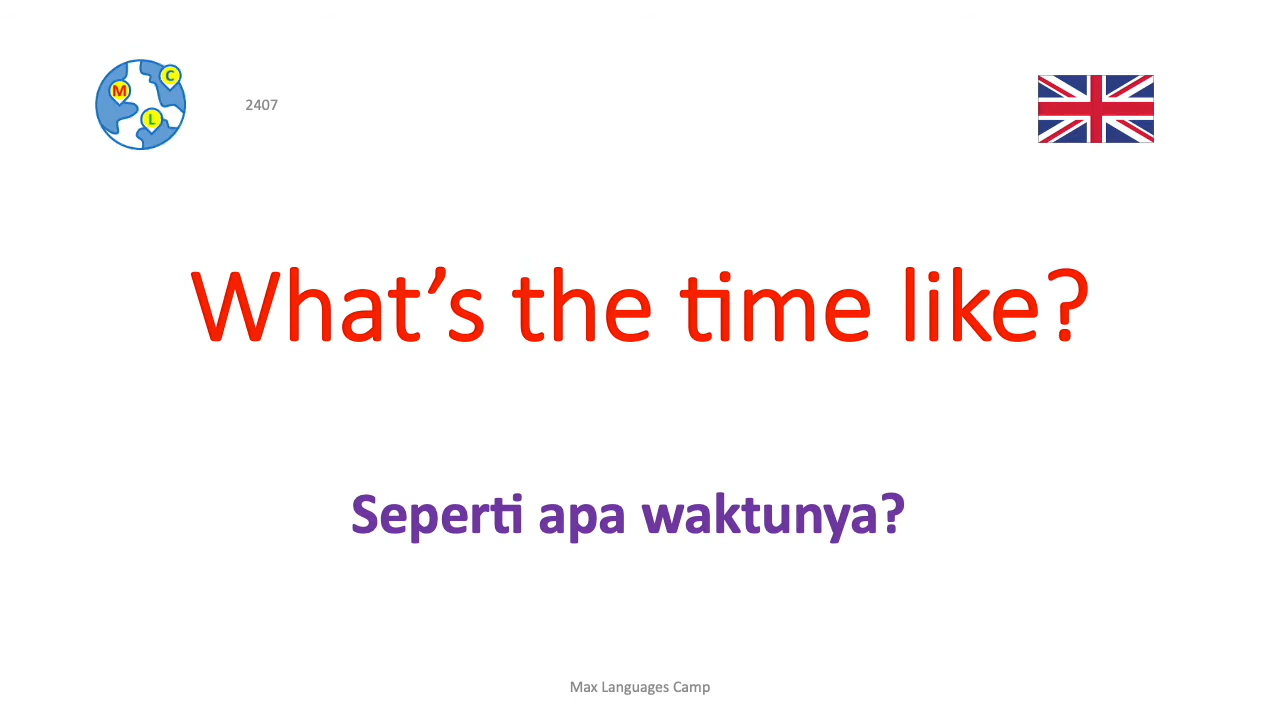 M
C
L
2407
What’s the time like?
Seperti apa waktunya?
Max Languages Camp